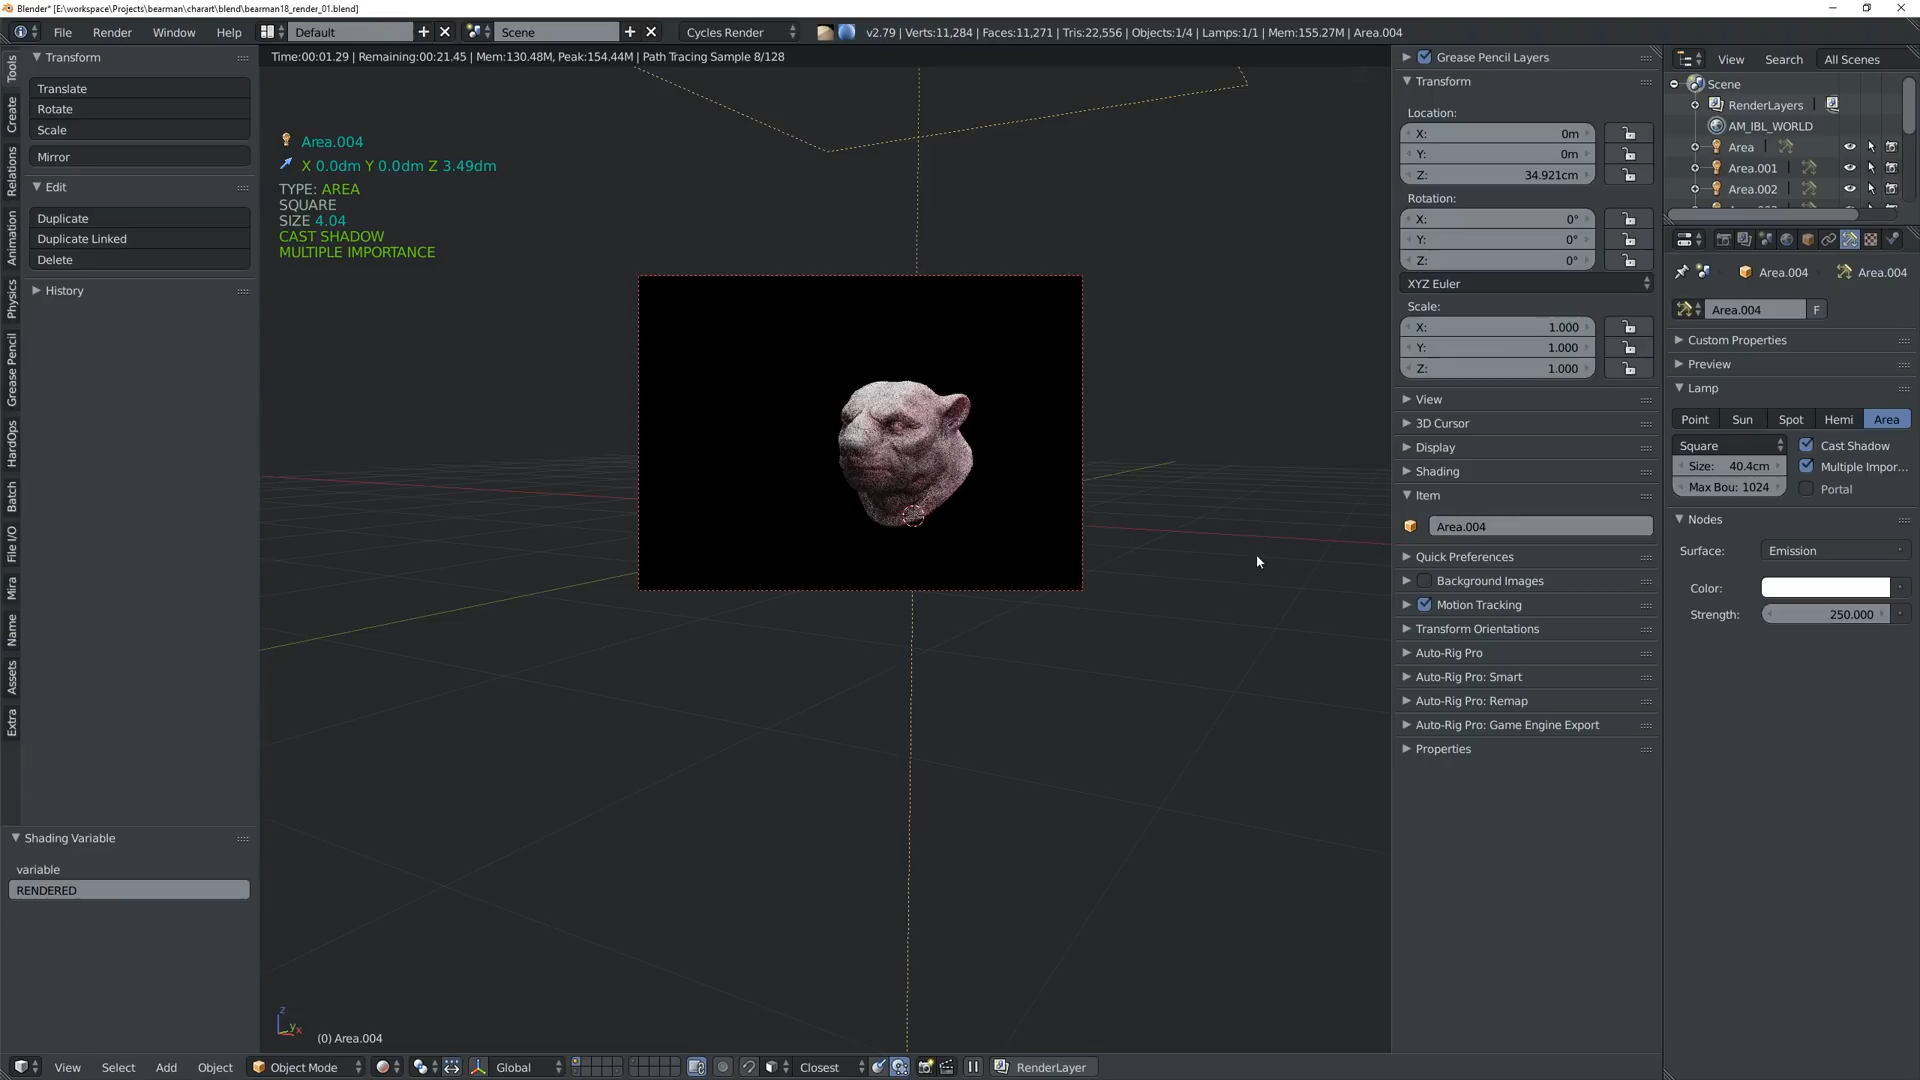 Blender* [E:\workspace\Projects\bearman\charart\blend\bearman18_render_01.blend]
File Render Window Help Default Scene Cycles Render v2.79 | Verts:11,284 | Faces:11,271 | Tris:22,556 | Objects:1/4 | Lamps:1/1 | Mem:155.27M | Area.004
Time:00:01.29 | Remaining:00:21.45 | Mem:130.48M, Peak:154.44M | Path Tracing Sample 8/128
Tools
Create
Relations
Animation
Physics
Grease Pencil
HardOps
Batch
File I/O
Mira
Name
Assets
Extra
Transform
Translate
Rotate
Scale
Mirror
Edit
Duplicate
Duplicate Linked
Delete
History
Shading Variable
variable
RENDERED
Area.004
X 0.0dm Y 0.0dm Z 3.49dm
TYPE: AREA
SQUARE
SIZE 4.04
CAST SHADOW
MULTIPLE IMPORTANCE
z
y x
(0) Area.004
Grease Pencil Layers
Transform
Location:
X: 0m
Y: 0m
Z: 34.921cm
Rotation:
X: 0°
Y: 0°
Z: 0°
XYZ Euler
Scale:
X: 1.000
Y: 1.000
Z: 1.000
View
3D Cursor
Display
Shading
Item
Area.004
Quick Preferences
Background Images
Motion Tracking
Transform Orientations
Auto-Rig Pro
Auto-Rig Pro: Smart
Auto-Rig Pro: Remap
Auto-Rig Pro: Game Engine Export
Properties
View Search All Scenes
Scene
RenderLayers
AM_IBL_WORLD
Area
Area.001
Area.002
Area.004 Area.004
Area.004 F
Custom Properties
Preview
Lamp
Point Sun Spot Hemi Area
Square Cast Shadow
Size: 40.4cm Multiple Impor...
Max Bou: 1024 Portal
Nodes
Surface: Emission
Color:
Strength: 250.000
View Select Add Object Object Mode Global Closest RenderLayer